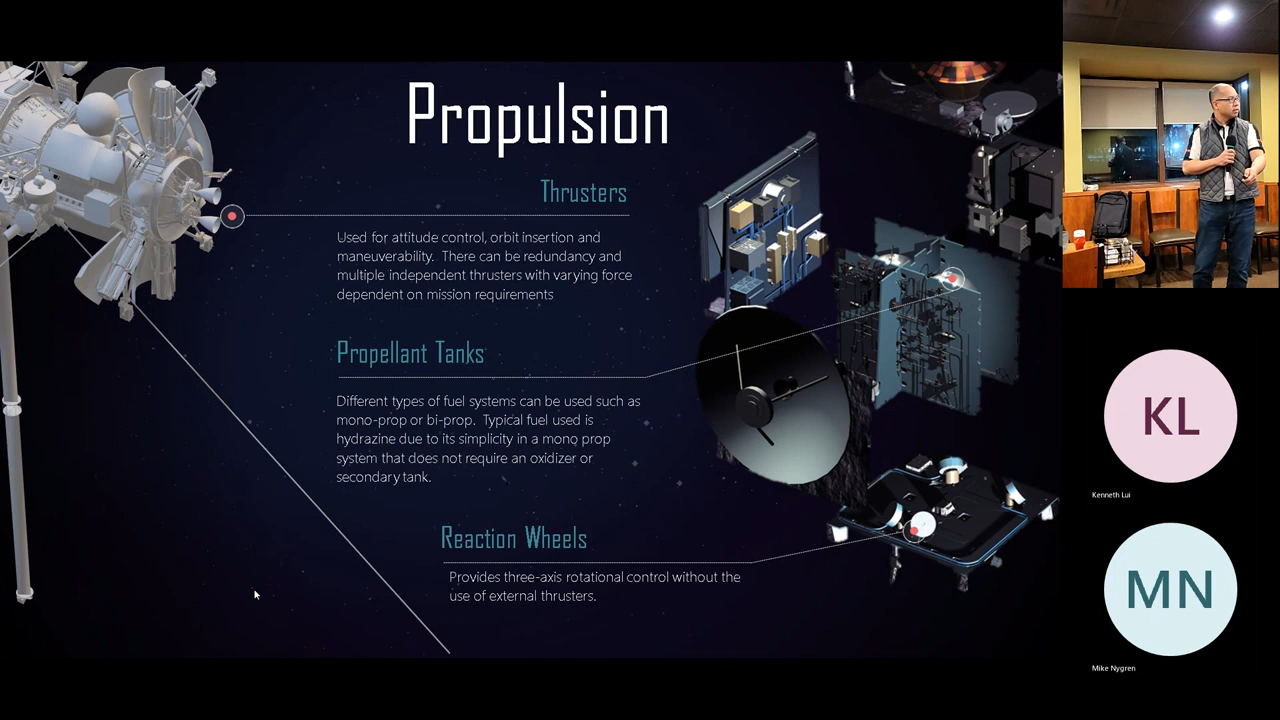 Propulsion
Thrusters
Used for attitude control, orbit insertion and
maneuverability. There can be redundancy and
multiple independent thrusters with varying force
dependent on mission requirements
Propellant Tanks
Different types of fuel systems can be used such as
mono-prop or bi-prop. Typical fuel used is
hydrazine due to its simplicity in a mono prop
system that does not require an oxidizer or
secondary tank.
Reaction Wheels
Provides three-axis rotational control without the
use of external thrusters.
KL
Kenneth Lui
MN
Mike Nygren